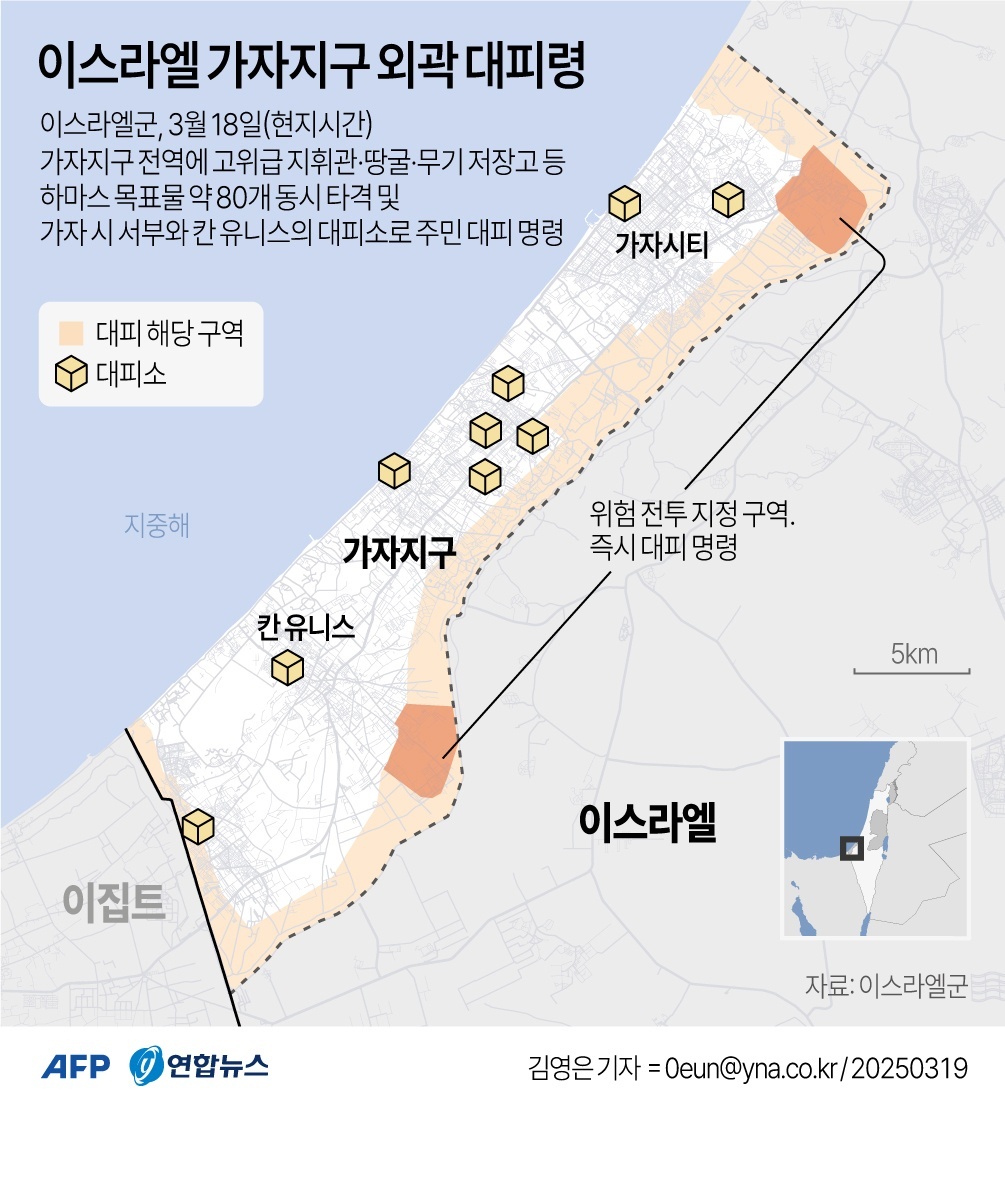 이스라엘 가자지구 외곽 대피령
이스라엘군, 3월 18일(현지시간)
가자지구 전역에 고위급 지휘관·땅굴·무기 저장고 등
하마스 목표물 약 80개 동시 타격 및
가자 시 서부와 칸 유니스의 대피소로 주민 대피 명령
대피 해당 구역
대피소
가자시티
지중해
위험 전투 지정 구역.
즉시 대피 명령
가자지구
칸 유니스
5km
이스라엘
이집트
자료: 이스라엘군
AFP 연합뉴스
김영은 기자 = 0eun@yna.co.kr / 20250319